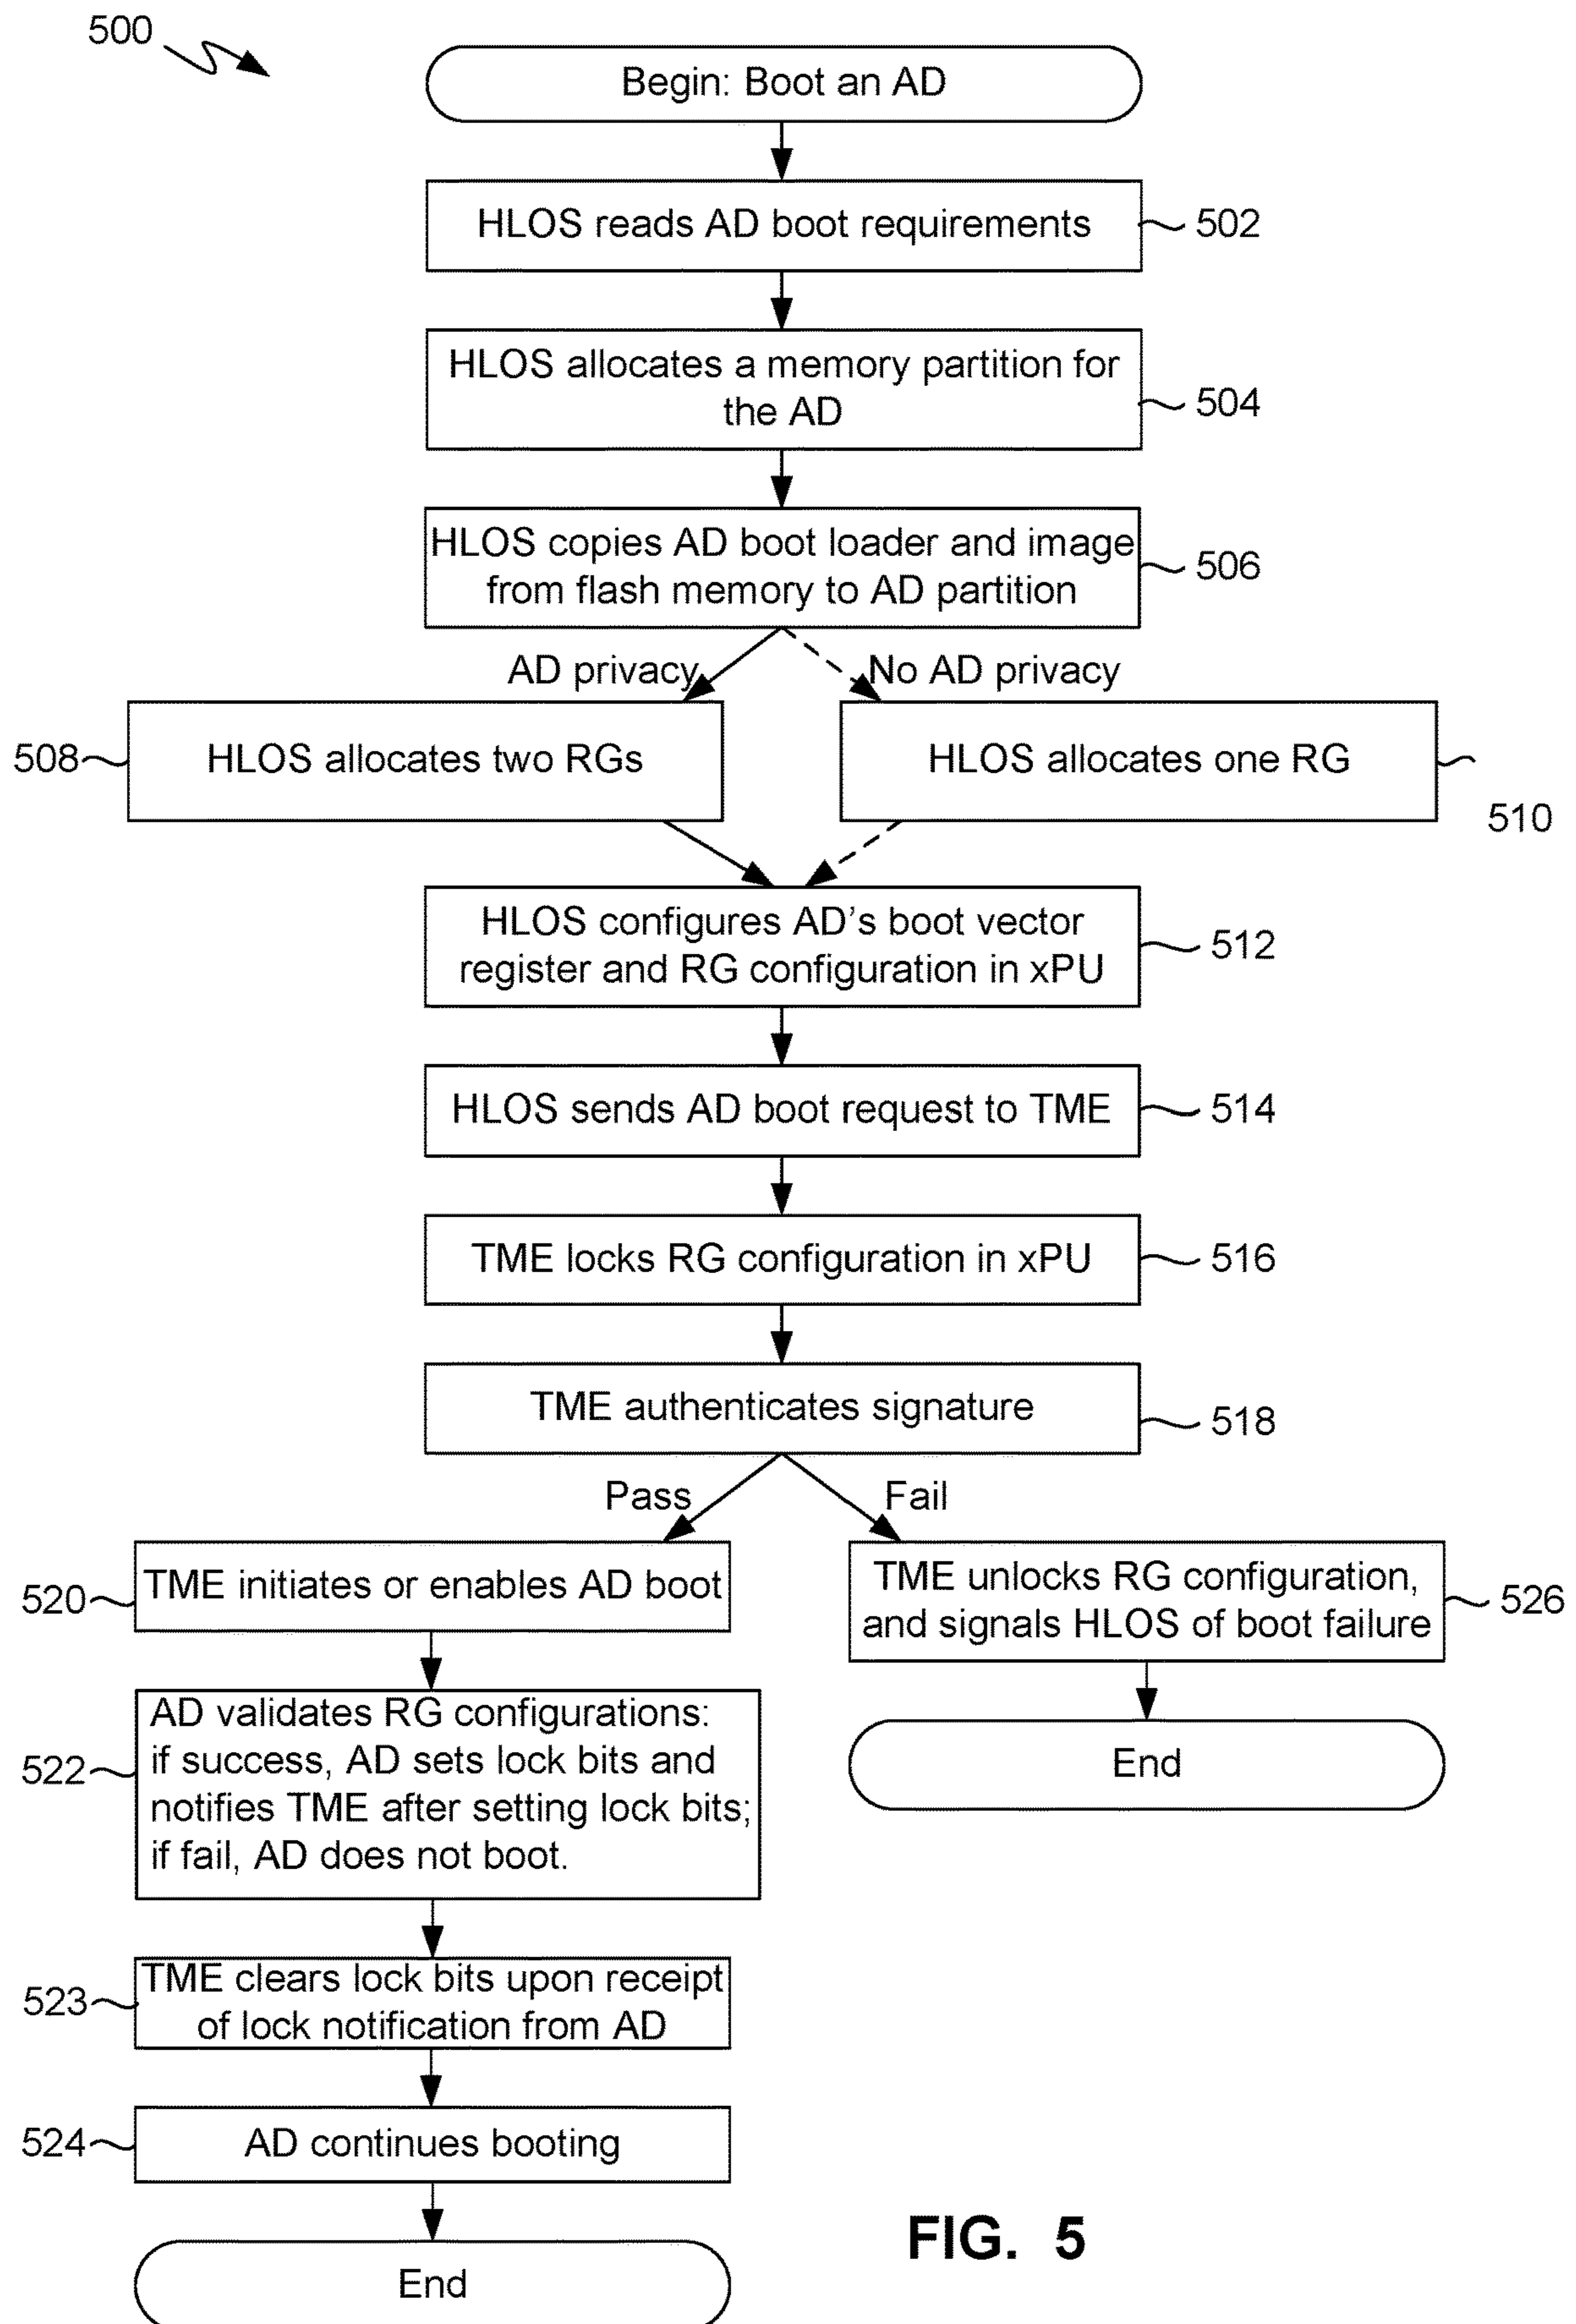 500
Begin: Boot an AD
HLOS reads AD boot requirements
502
HLOS allocates a memory partition for
the AD
504
HLOS copies AD boot loader and image
from flash memory to AD partition
506
AD privacy
No AD privacy
508
HLOS allocates two RGs
HLOS allocates one RG
510
HLOS configures AD's boot vector
register and RG configuration in xPU
512
HLOS sends AD boot request to TME
514
TME locks RG configuration in xPU
516
TME authenticates signature
518
Pass
Fail
520
TME initiates or enables AD boot
TME unlocks RG configuration,
and signals HLOS of boot failure
526
End
522
AD validates RG configurations:
if success, AD sets lock bits and
notifies TME after setting lock bits;
if fail, AD does not boot.
523
TME clears lock bits upon receipt
of lock notification from AD
524
AD continues booting
End
FIG. 5